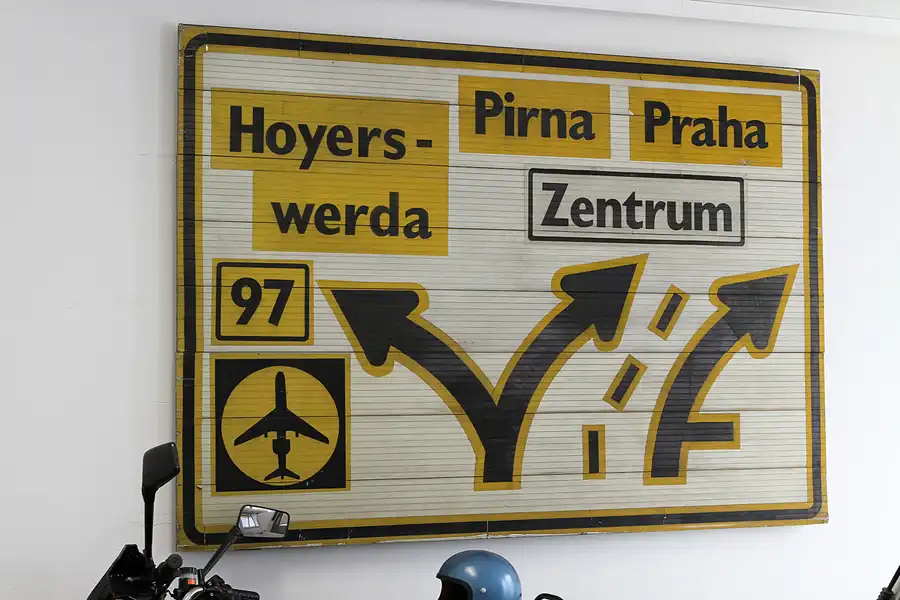 Hoyers-
werda
Pirna
Praha
Zentrum
97